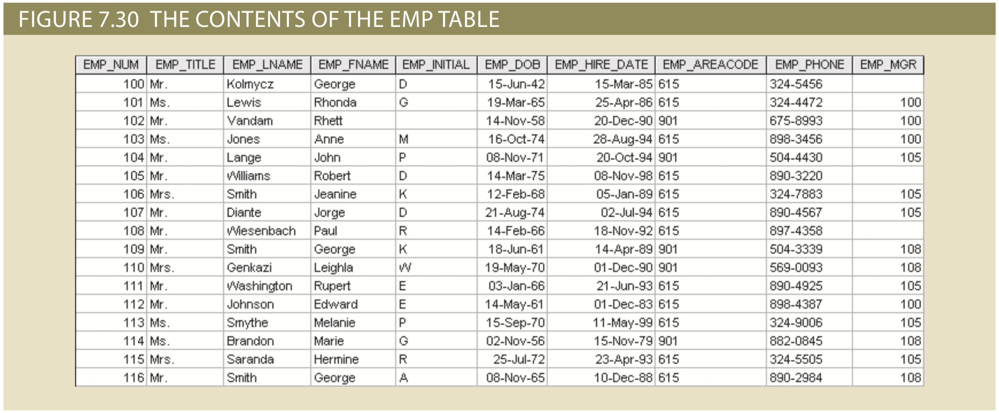 FIGURE 7.30 THE CONTENTS OF THE EMP TABLE
EMP_NUM EMP_TITLE EMP_LNAME EMP_FNAME EMP_INITIAL EMP_DOB EMP_HIRE_DATE EMP_AREACODE EMP_PHONE EMP_MGR
100 Mr. Kolmycz George D 15-Jun-42 15-Mar-85 615 324-5456
101 Ms. Lewis Rhonda G 19-Mar-65 25-Apr-86 615 324-4472 100
102 Mr. Vandam Rhett 14-Nov-58 20-Dec-90 901 675-8993 100
103 Ms. Jones Anne M 16-Oct-74 28-Aug-94 615 898-3456 100
104 Mr. Lange John P 08-Nov-71 20-Oct-94 901 504-4430 105
105 Mr. Williams Robert D 14-Mar-75 08-Nov-98 615 890-3220
106 Mrs. Smith Jeanine K 12-Feb-68 05-Jan-89 615 324-7883 105
107 Mr. Diante Jorge D 21-Aug-74 02-Jul-94 615 890-4567 105
108 Mr. Wiesenbach Paul R 14-Feb-66 18-Nov-92 615 897-4358
109 Mr. Smith George K 18-Jun-61 14-Apr-89 901 504-3339 108
110 Mrs. Genkazi Leighla W 19-May-70 01-Dec-90 901 569-0093 108
111 Mr. Washington Rupert E 03-Jan-66 21-Jun-93 615 890-4925 105
112 Mr. Johnson Edward E 14-May-61 01-Dec-83 615 898-4387 100
113 Ms. Smythe Melanie P 15-Sep-70 11-May-99 615 324-9006 105
114 Ms. Brandon Marie G 02-Nov-56 15-Nov-79 901 882-0845 108
115 Mrs. Saranda Hermine R 25-Jul-72 23-Apr-93 615 324-5505 105
116 Mr. Smith George A 08-Nov-65 10-Dec-88 615 890-2984 108